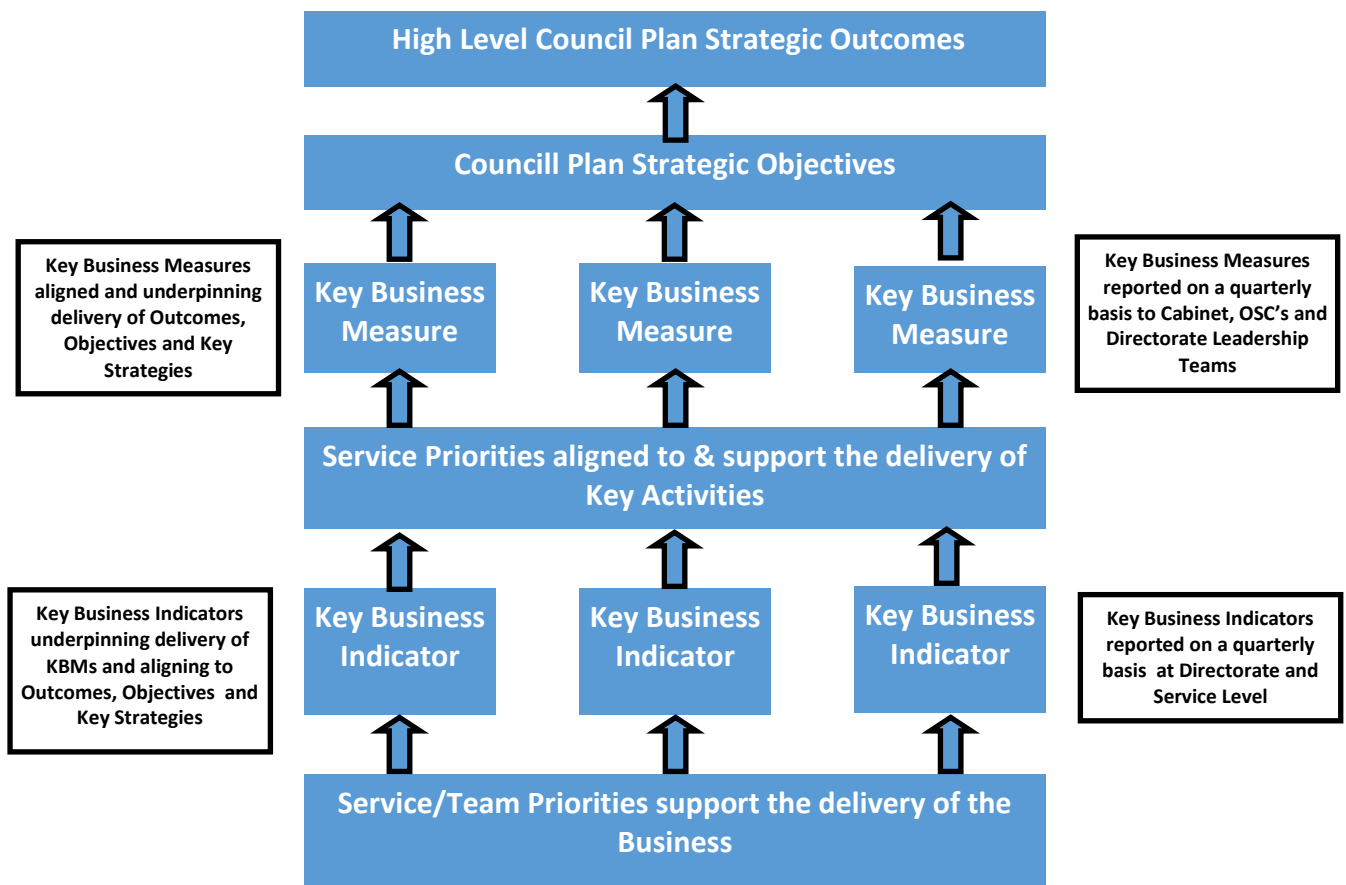 High Level Council Plan Strategic Outcomes
Councill Plan Strategic Objectives
Key Business Measures
aligned and underpinning
delivery of Outcomes,
Objectives and Key
Strategies
Key Business
Measure
Key Business
Measure
Key Business
Measure
Key Business Measures
reported on a quarterly
basis to Cabinet, OSC’s and
Directorate Leadership
Teams
Service Priorities aligned to & support the delivery of
Key Activities
Key Business Indicators
underpinning delivery of
KBMs and aligning to
Outcomes, Objectives and
Key Strategies
Key Business
Indicator
Key Business
Indicator
Key Business
Indicator
Key Business Indicators
reported on a quarterly
basis at Directorate and
Service Level
Service/Team Priorities support the delivery of the
Business